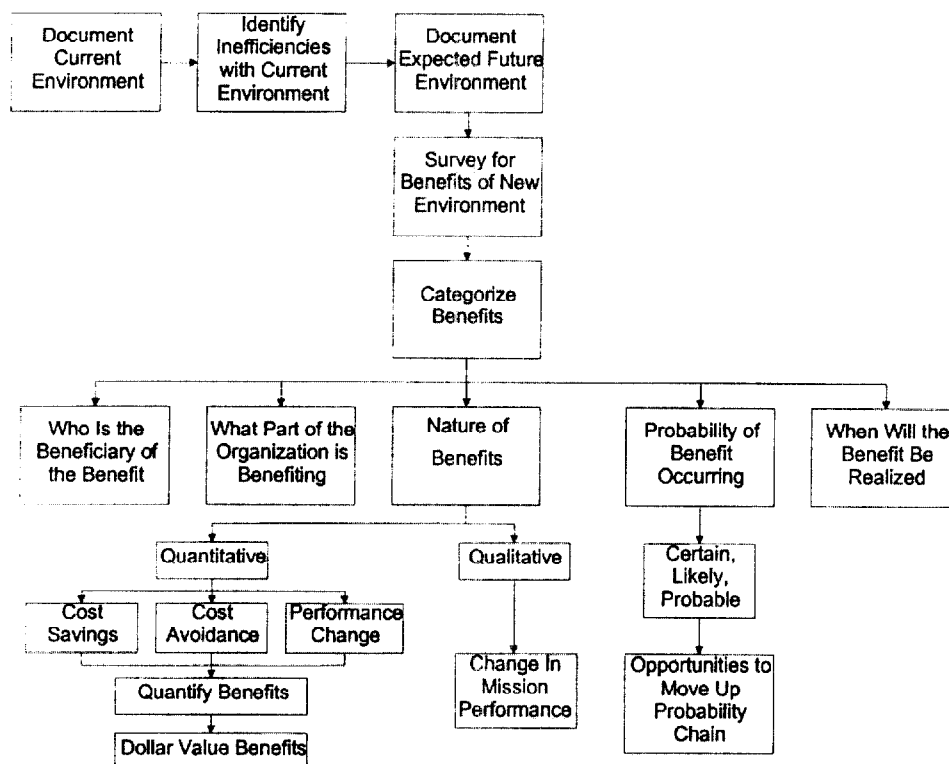 Document
Current
Environment
Identify
Inefficiencies
with Current
Environment
Document
Expected Future
Environment
Survey for
Benefits of New
Environment
Categorize
Benefits
Who Is the
Beneficiary of
the Benefit
What Part of the
Organization is
Benefiting
Nature of
Benefits
Probability of
Benefit
Occurring
When Will the
Benefit Be
Realized
Quantitative
Qualitative
Certain,
Likely,
Probable
Cost
Savings
Cost
Avoidance
Performance
Change
Quantify Benefits
Dollar Value Benefits
Change In
Mission
Performance
Opportunities to
Move Up
Probability
Chain